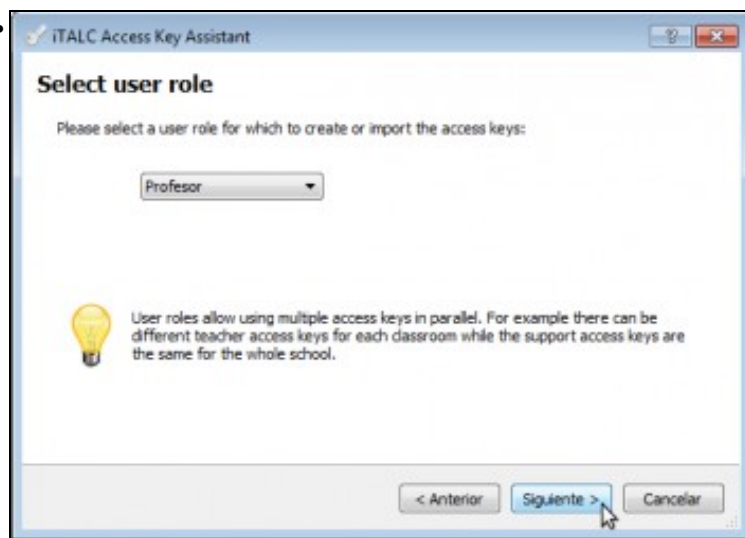 iTALC Access Key Assistant
Select user role
Please select a user role for which to create or import the access keys:
Profesor
User roles allow using multiple access keys in parallel. For example there can be
different teacher access keys for each classroom while the support access keys are
the same for the whole school.
< Anterior
Siguiente >
Cancelar